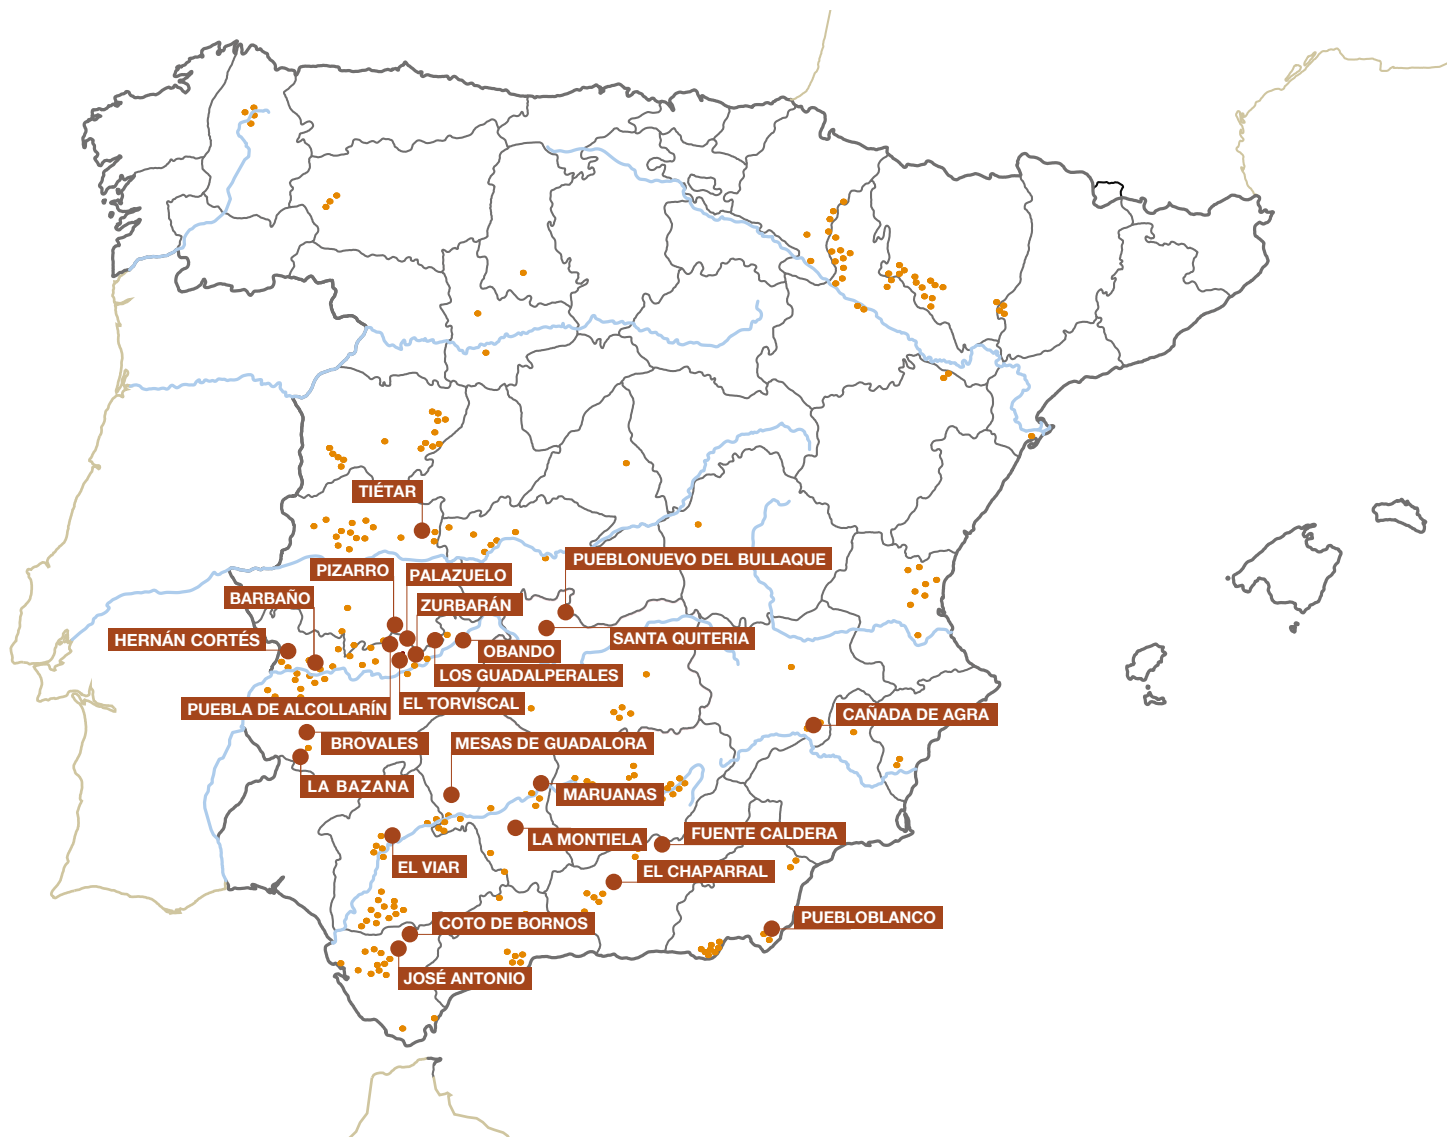 TIÉTAR
PUEBLONUEVO DEL BULLAQUE
PIZARRO
PALAZUELO
BARBAÑO
ZURBARÁN
HERNÁN CORTÉS
SANTA QUITERIA
OBANDO
LOS GUADALPERALES
EL TORVISCAL
PUEBLA DE ALCOLLARÍN
CAÑADA DE AGRA
BROVALES
MESAS DE GUADALORA
LA BAZANA
MARUANAS
FUENTE CALDERA
LA MONTIELA
EL VIAR
EL CHAPARRAL
PUEBLOBLANCO
COTO DE BORNOS
JOSÉ ANTONIO